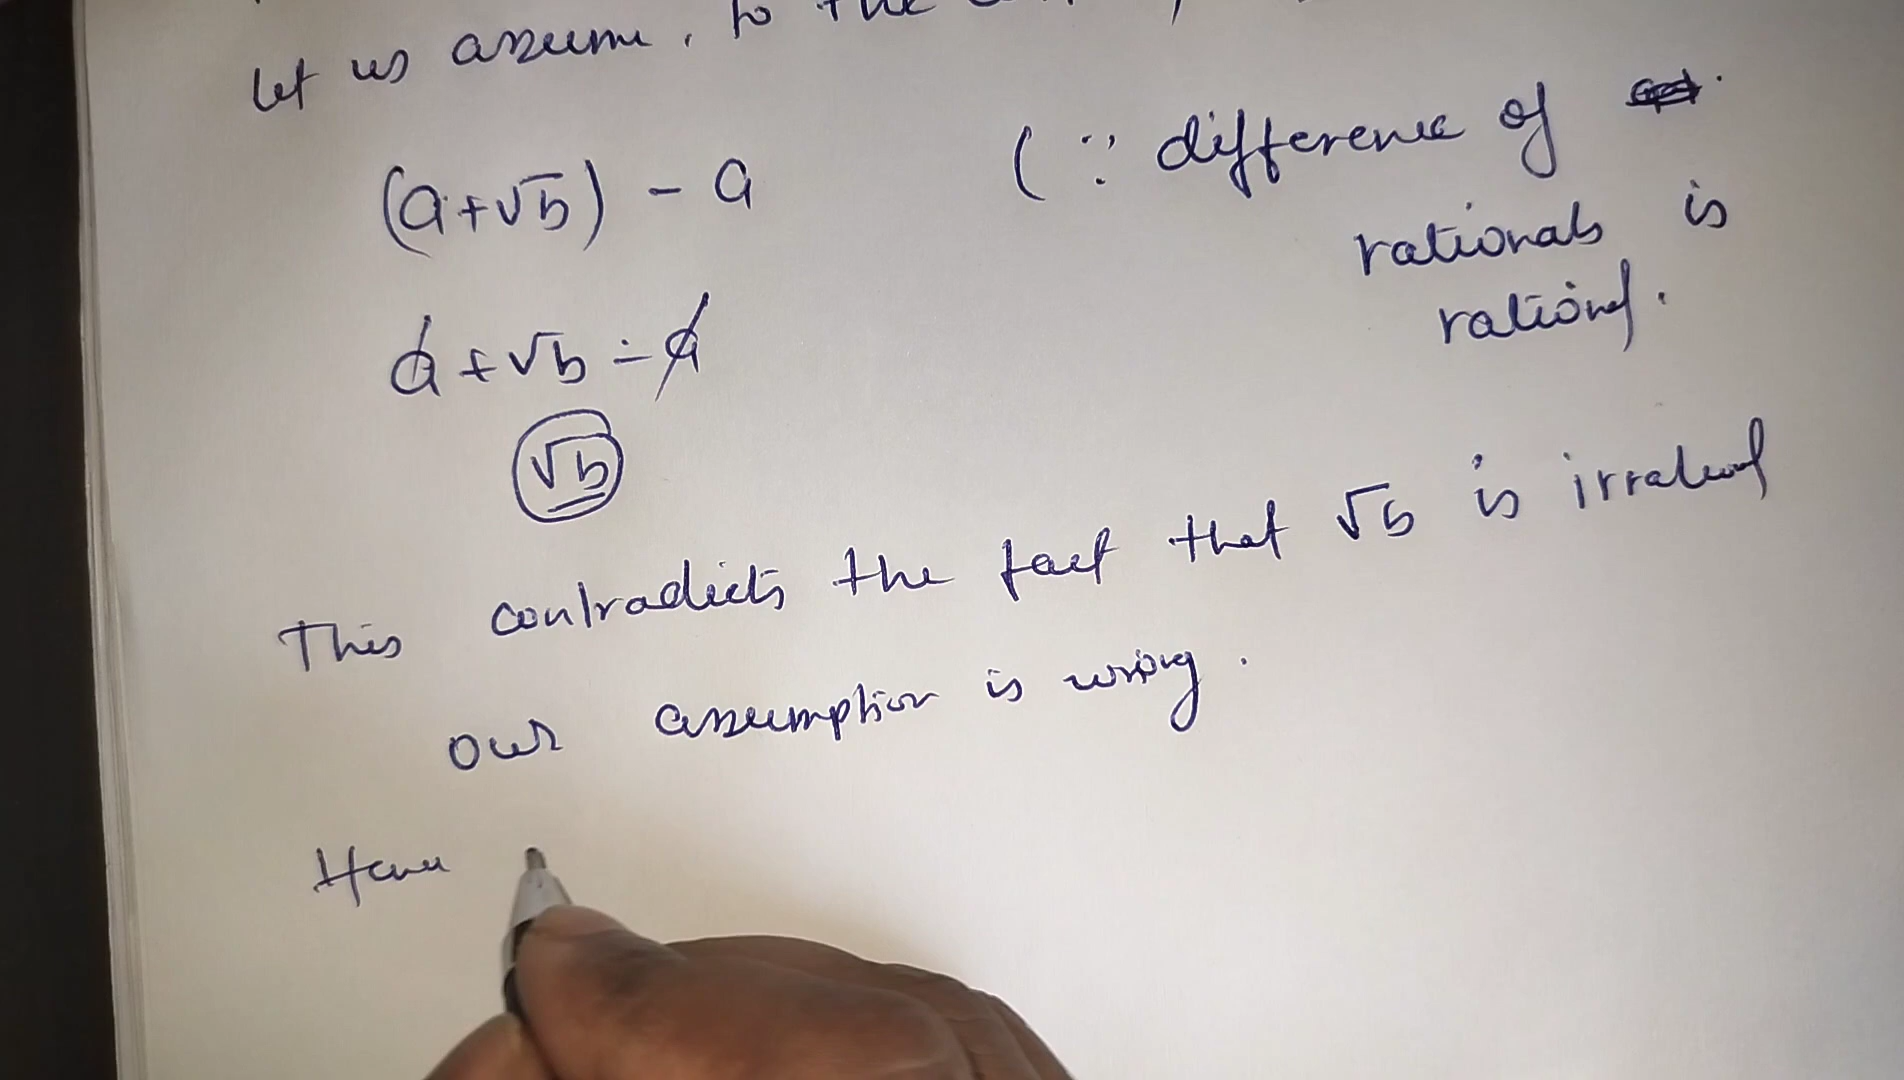 let us assume, to the
(a+√b) - a
(∵ difference of
rationals is
rational.
a + √b - a
√b
This contradicts the fact that √b is irrational
our assumption is wrong.
Hence